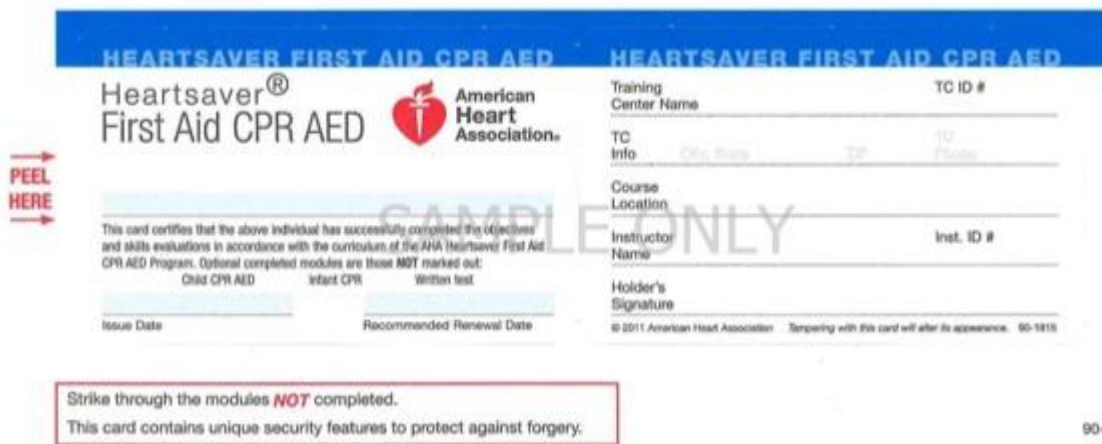 HEARTSAVER FIRST AID CPR AED
Heartsaver®
First Aid CPR AED
American
Heart
Association®
PEEL
HERE
This card certifies that the above individual has successfully completed the objectives
and skills evaluations in accordance with the curriculum of the AHA Heartsaver First Aid
CPR AED Program. Optional completed modules are those NOT marked out:
Child CPR AED Infant CPR Written test
Issue Date Recommended Renewal Date
HEARTSAVER FIRST AID CPR AED
Training TC ID #
Center Name
TC TC
Info City, State ZIP Phone
Course
Location
Instructor Inst. ID #
Name
Holder's
Signature
© 2011 American Heart Association Tampering with this card will alter its appearance. 90-1815
SAMPLE ONLY
Strike through the modules NOT completed.
This card contains unique security features to protect against forgery.
90-